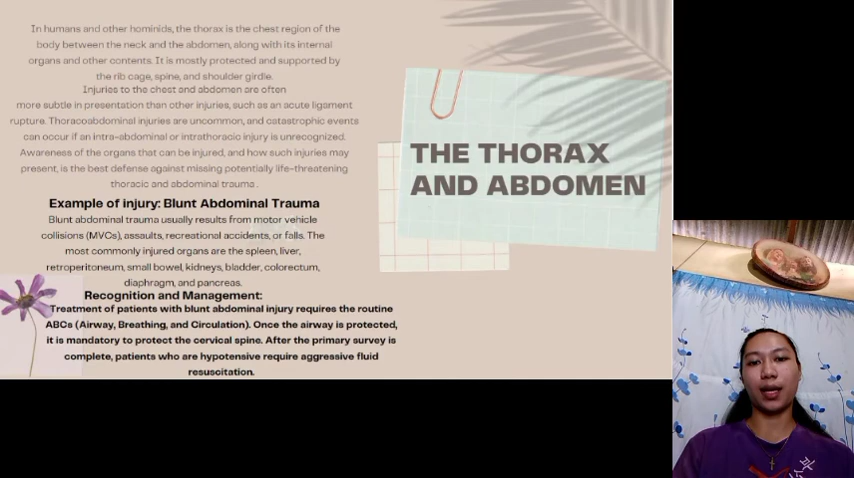 In humans and other hominids, the thorax is the chest region of the
body between the neck and the abdomen, along with its internal
organs and other contents. It is mostly protected and supported by
the rib cage, spine, and shoulder girdle.
Injuries to the chest and abdomen are often
more subtle in presentation than other injuries, such as an acute ligament
rupture. Thoracoabdominal injuries are uncommon, and catastrophic events
can occur if an intra-abdominal or intrathoracic injury is unrecognized.
Awareness of the organs that can be injured, and how such injuries may
present, is the best defense against missing potentially life-threatening
thoracic and abdominal trauma.
Example of injury: Blunt Abdominal Trauma
Blunt abdominal trauma usually results from motor vehicle
collisions (MVCs), assaults, recreational accidents, or falls. The
most commonly injured organs are the spleen, liver,
retroperitoneum, small bowel, kidneys, bladder, colorectum,
diaphragm, and pancreas.
Recognition and Management:
Treatment of patients with blunt abdominal injury requires the routine
ABCs (Airway, Breathing, and Circulation). Once the airway is protected,
it is mandatory to protect the cervical spine. After the primary survey is
complete, patients who are hypotensive require aggressive fluid
resuscitation.
THE THORAX
AND ABDOMEN